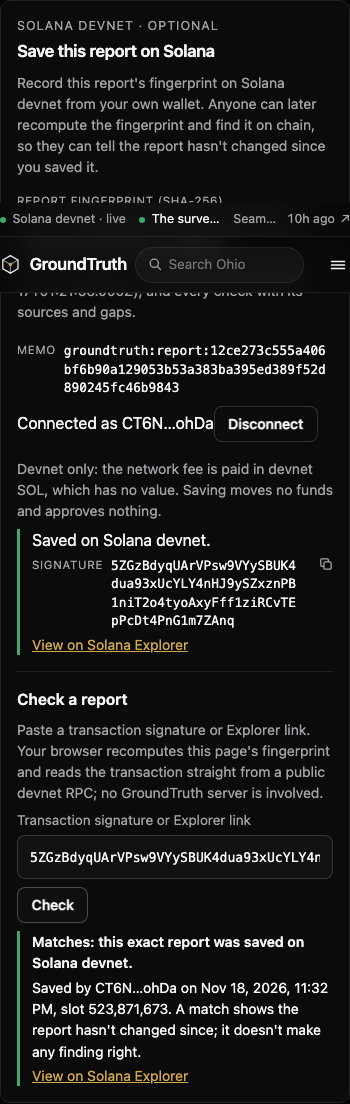 SOLANA DEVNET · OPTIONAL
Save this report on Solana
Record this report's fingerprint on Solana
devnet from your own wallet. Anyone can later
recompute the fingerprint and find it on chain,
so they can tell the report hasn't changed since
you saved it.
REPORT FINGERPRINT (SHA-256)
Solana devnet · live
The surve... Seam... 10h ago ↗
GroundTruth
Search Ohio
and every check with its
sources and gaps.
MEMO groundtruth:report:12ce273c555a406
bf6b90a129053b53a383ba395ed389f52d
890245fc46b9843
Connected as CT6N...ohDa Disconnect
Devnet only: the network fee is paid in devnet
SOL, which has no value. Saving moves no funds
and approves nothing.
Saved on Solana devnet.
SIGNATURE 5ZGzBdyqUArVPsw9VYySBUK4
dua93xUcYLY4nHJ9ySZxznPB
1niT2o4tyoAxyFff1ziRCvTE
pPcDt4PnG1m7ZAnq
View on Solana Explorer
Check a report
Paste a transaction signature or Explorer link.
Your browser recomputes this page's fingerprint
and reads the transaction straight from a public
devnet RPC; no GroundTruth server is involved.
Transaction signature or Explorer link
5ZGzBdyqUArVPsw9VYySBUK4dua93xUcYLY4n
Check
Matches: this exact report was saved on
Solana devnet.
Saved by CT6N...ohDa on Nov 18, 2026, 11:32
PM, slot 523,871,673. A match shows the
report hasn't changed since; it doesn't make
any finding right.
View on Solana Explorer